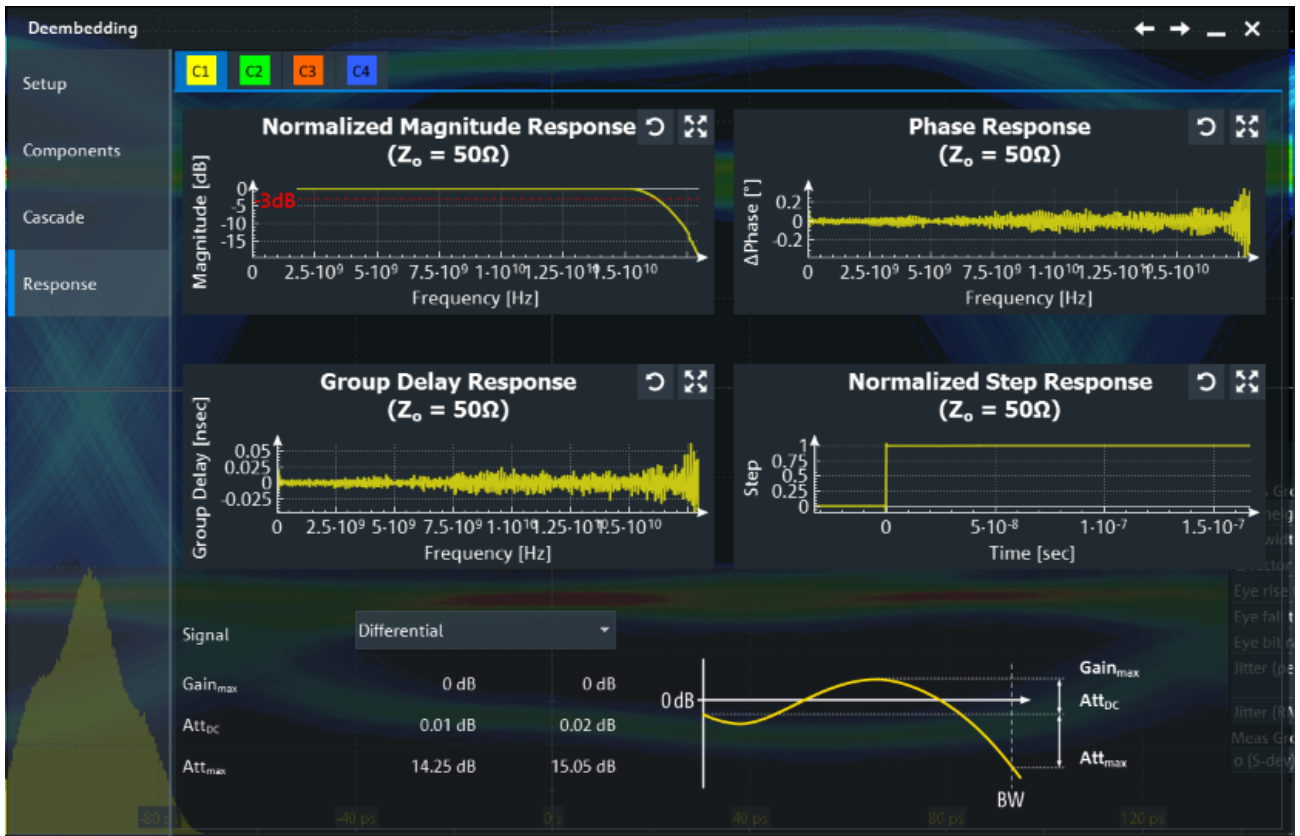 Deembedding
Setup
Components
Cascade
Response
C1 C2 C3 C4
Normalized Magnitude Response
(Zo = 50Ω)
Magnitude [dB]
0
-3dB
-5
-10
-15
0 2.5·10⁹ 5·10⁹ 7.5·10⁹ 1·10¹⁰ 1.25·10¹⁰ 1.5·10¹⁰
Frequency [Hz]
Phase Response
(Zo = 50Ω)
ΔPhase [°]
0.2
0
-0.2
0 2.5·10⁹ 5·10⁹ 7.5·10⁹ 1·10¹⁰ 1.25·10¹⁰ 1.5·10¹⁰
Frequency [Hz]
Group Delay Response
(Zo = 50Ω)
Group Delay [nsec]
0.05
0.025
0
-0.025
0 2.5·10⁹ 5·10⁹ 7.5·10⁹ 1·10¹⁰ 1.25·10¹⁰ 1.5·10¹⁰
Frequency [Hz]
Normalized Step Response
(Zo = 50Ω)
Step
1
0.75
0.5
0.25
0
0 5·10⁻⁸ 1·10⁻⁷ 1.5·10⁻⁷
Time [sec]
Signal Differential
Gainmax 0 dB 0 dB
AttDC 0.01 dB 0.02 dB
Attmax 14.25 dB 15.05 dB
0 dB
Gainmax
AttDC
Attmax
BW
Eye rise
Eye fall
Eye bit
Jitter (pe
Jitter (R
Meas Gro
σ (S-dev)
-80 ps -40 ps 0 s 40 ps 80 ps 120 ps